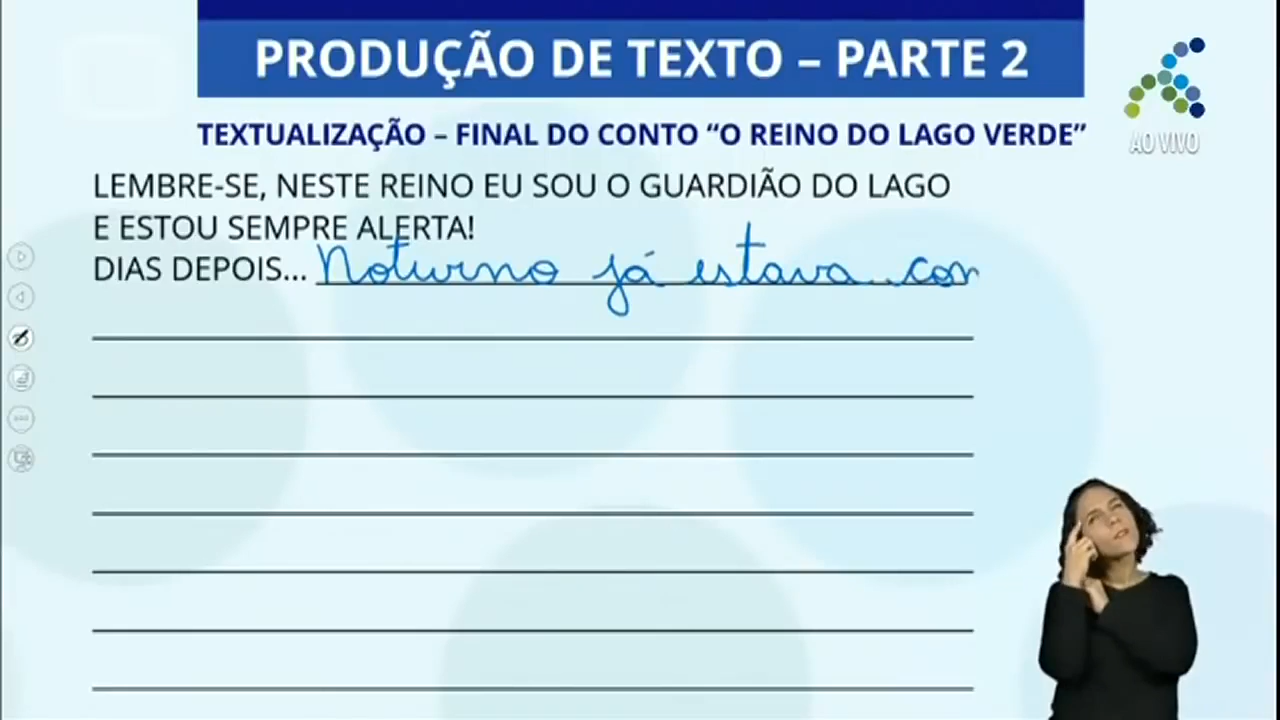 PRODUÇÃO DE TEXTO – PARTE 2
AO VIVO
TEXTUALIZAÇÃO – FINAL DO CONTO “O REINO DO LAGO VERDE”
LEMBRE-SE, NESTE REINO EU SOU O GUARDIÃO DO LAGO
E ESTOU SEMPRE ALERTA!
DIAS DEPOIS... Noturno já estava con